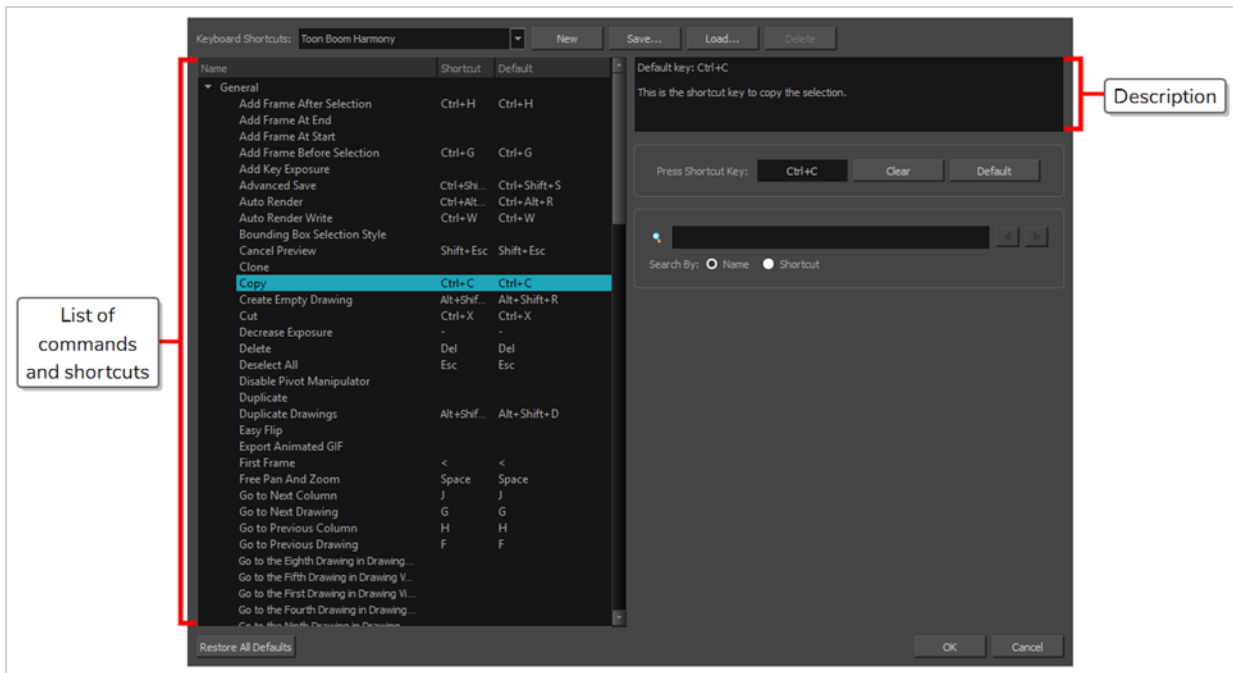 Keyboard Shortcuts: Toon Boom Harmony New Save... Load... Delete
Name Shortcut Default
General
Add Frame After Selection Ctrl+H Ctrl+H
Add Frame At End
Add Frame At Start
Add Frame Before Selection Ctrl+G Ctrl+G
Add Key Exposure
Advanced Save Ctrl+Shi... Ctrl+Shift+S
Auto Render Ctrl+Alt... Ctrl+Alt+R
Auto Render Write Ctrl+W Ctrl+W
Bounding Box Selection Style
Cancel Preview Shift+Esc Shift+Esc
Clone
Copy Ctrl+C Ctrl+C
Create Empty Drawing Alt+Shif... Alt+Shift+R
Cut Ctrl+X Ctrl+X
Decrease Exposure - -
Delete Del Del
Deselect All Esc Esc
Disable Pivot Manipulator
Duplicate
Duplicate Drawings Alt+Shif... Alt+Shift+D
Easy Flip
Export Animated GIF
First Frame < <
Free Pan And Zoom Space Space
Go to Next Column J J
Go to Next Drawing G G
Go to Previous Column H H
Go to Previous Drawing F F
Go to the Eighth Drawing in Drawing...
Go to the Fifth Drawing in Drawing V...
Go to the First Drawing in Drawing Vi...
Go to the Fourth Drawing in Drawing...
Go to the Ninth Drawing in Drawing
Default key: Ctrl+C
This is the shortcut key to copy the selection.
Press Shortcut Key: Ctrl+C Clear Default
Search By: Name Shortcut
Restore All Defaults OK Cancel
List of
commands
and shortcuts
Description